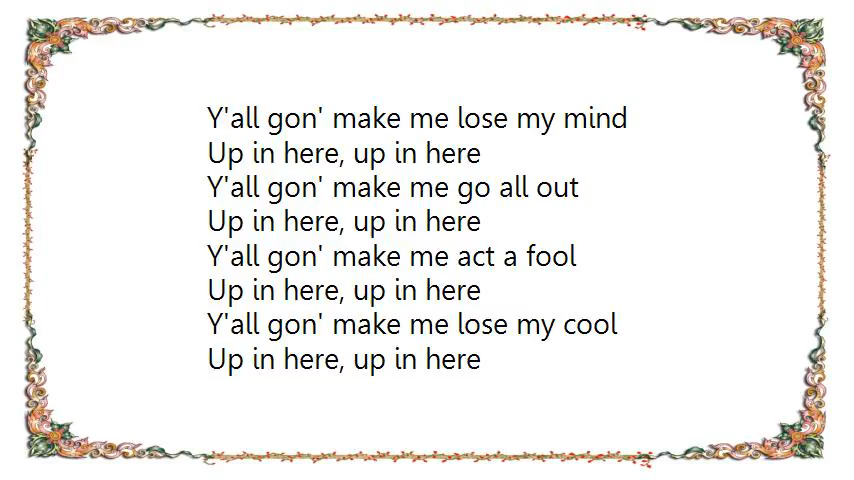 Y'all gon' make me lose my mind
Up in here, up in here
Y'all gon' make me go all out
Up in here, up in here
Y'all gon' make me act a fool
Up in here, up in here
Y'all gon' make me lose my cool
Up in here, up in here